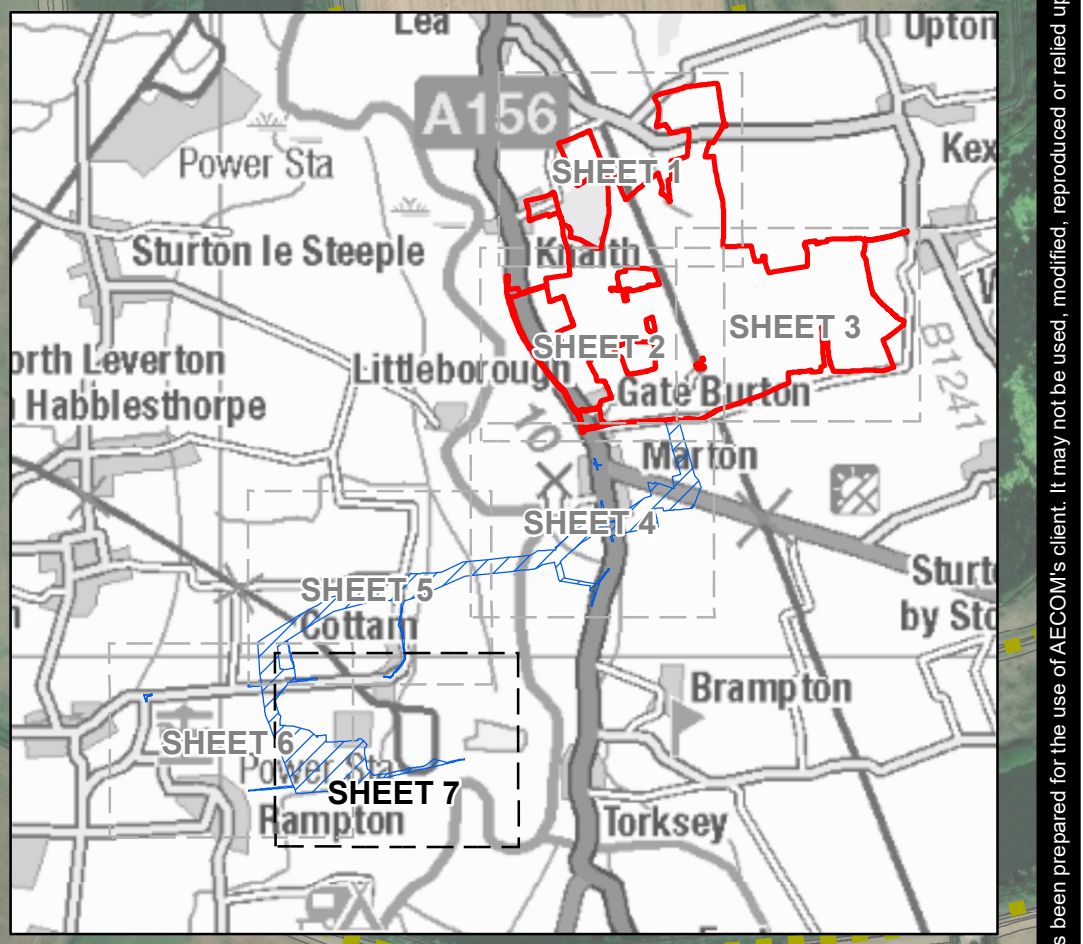 Lea
Upton
A156
Power Sta
Kex
SHEET 1
Sturton le Steeple
Knaith
SHEET 3
SHEET 2
B1241
orth Leverton
Littleborough
Habblesthorpe
Gate Burton
10
Marton
SHEET 4
Sturt
by Sto
SHEET 5
Cottam
Brampton
SHEET 6
Power Sta
SHEET 7
Rampton
Torksey
s been prepared for the use of AECOM's client. It may not be used, modified, reproduced or relied up